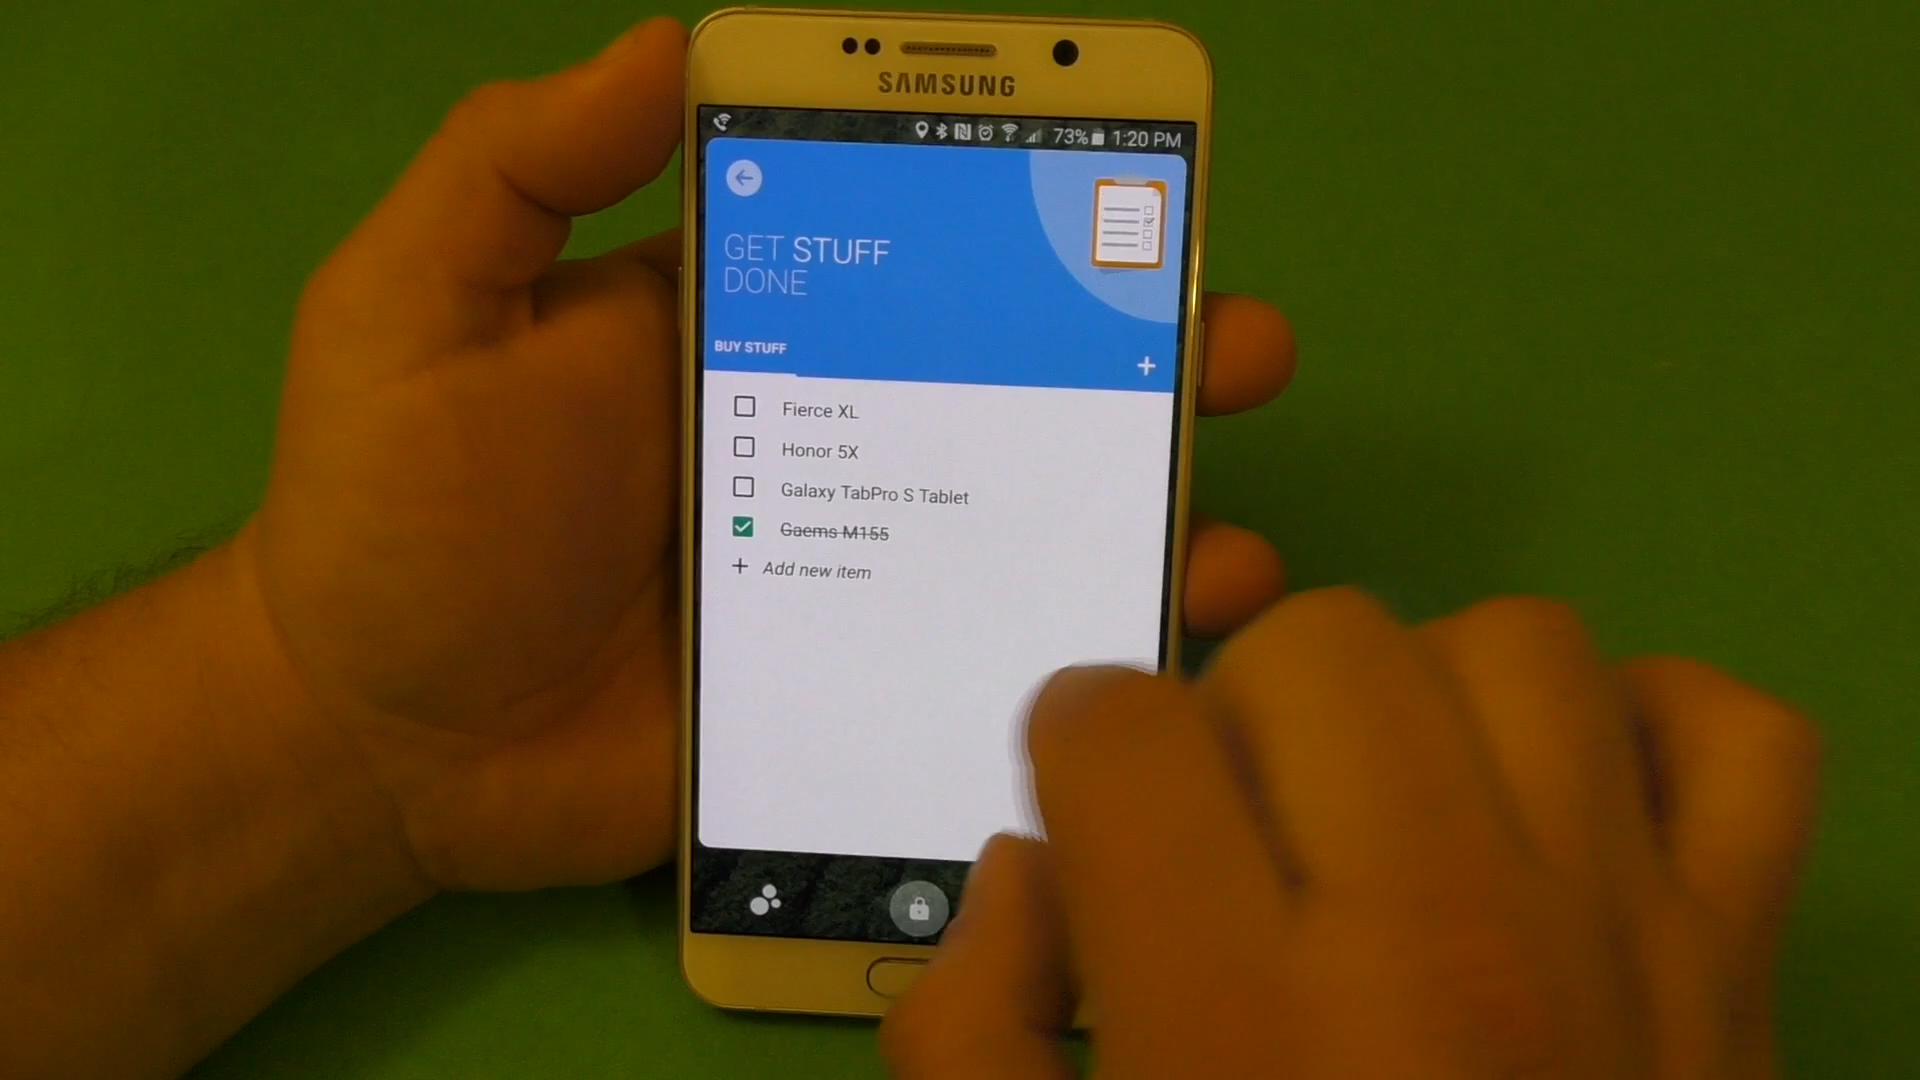 SAMSUNG
73% 1:20 PM
GET STUFF
DONE
BUY STUFF
Fierce XL
Honor 5X
Galaxy TabPro S Tablet
Gaems M155
Add new item